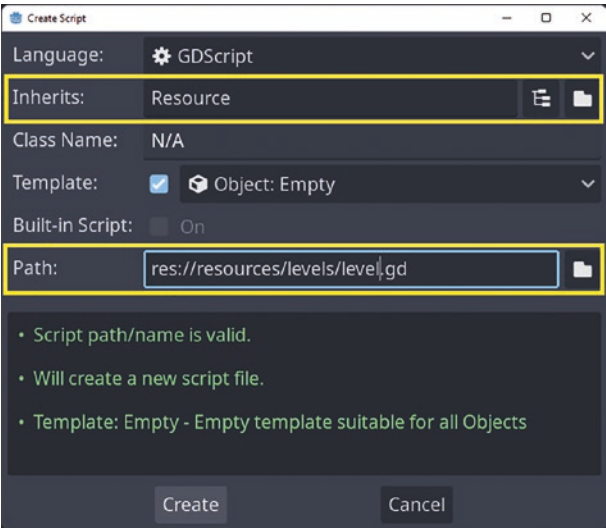 Create Script
Language: GDScript
Inherits: Resource
Class Name: N/A
Template: Object: Empty
Built-in Script: On
Path: res://resources/levels/level.gd
• Script path/name is valid.
• Will create a new script file.
• Template: Empty - Empty template suitable for all Objects
Create Cancel